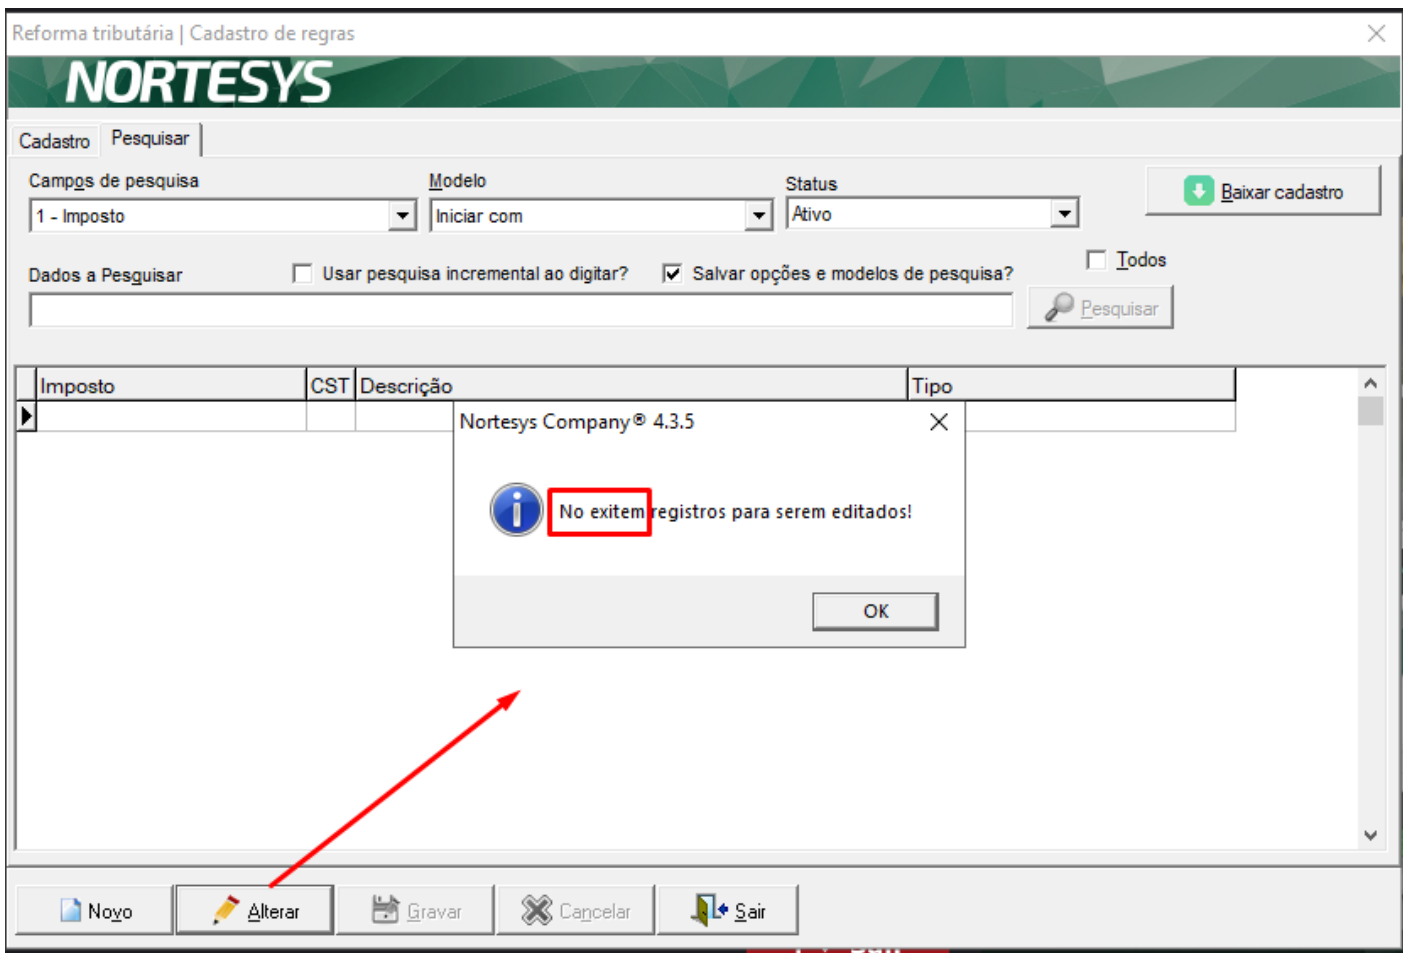 Reforma tributária | Cadastro de regras
NORTESYS
Cadastro Pesquisar
Campos de pesquisa Modelo Status
Baixar cadastro
1 - Imposto Iniciar com Ativo
Todos
Dados a Pesguisar Usar pesquisa incremental ao digitar? Salvar opções e modelos de pesquisa?
Pesquisar
Imposto CST Descrição Tipo
Nortesys Company® 4.3.5
No exitem registros para serem editados!
OK
Novo Alterar Gravar Cancelar Sair